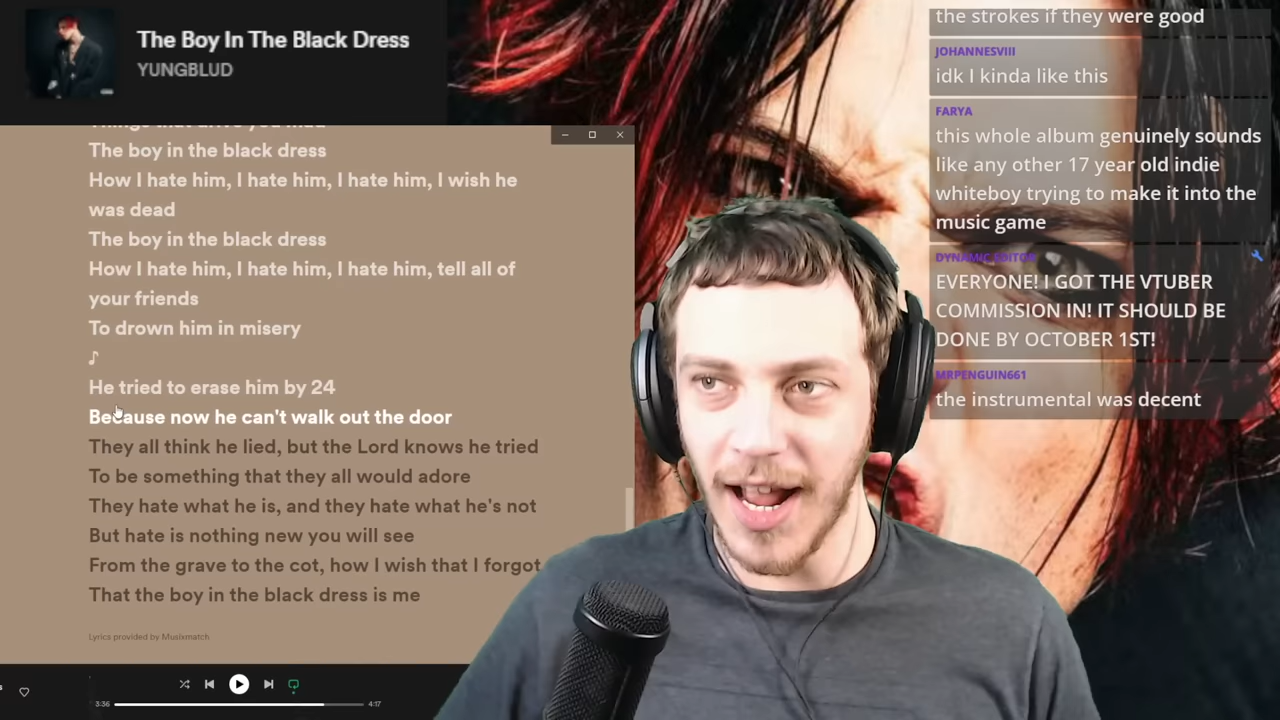 The Boy In The Black Dress
YUNGBLUD
Things that drive you mad
The boy in the black dress
How I hate him, I hate him, I hate him, I wish he
was dead
The boy in the black dress
How I hate him, I hate him, I hate him, tell all of
your friends
To drown him in misery
♪
He tried to erase him by 24
Because now he can't walk out the door
They all think he lied, but the Lord knows he tried
To be something that they all would adore
They hate what he is, and they hate what he's not
But hate is nothing new you will see
From the grave to the cot, how I wish that I forgot
That the boy in the black dress is me
Lyrics provided by Musixmatch
3:36
4:17
the strokes if they were good
JOHANNESVIII
idk I kinda like this
FARYA
this whole album genuinely sounds
like any other 17 year old indie
whiteboy trying to make it into the
music game
DYNAMIC EDITOR
EVERYONE! I GOT THE VTUBER
COMMISSION IN! IT SHOULD BE
DONE BY OCTOBER 1ST!
MRPENGUIN661
the instrumental was decent